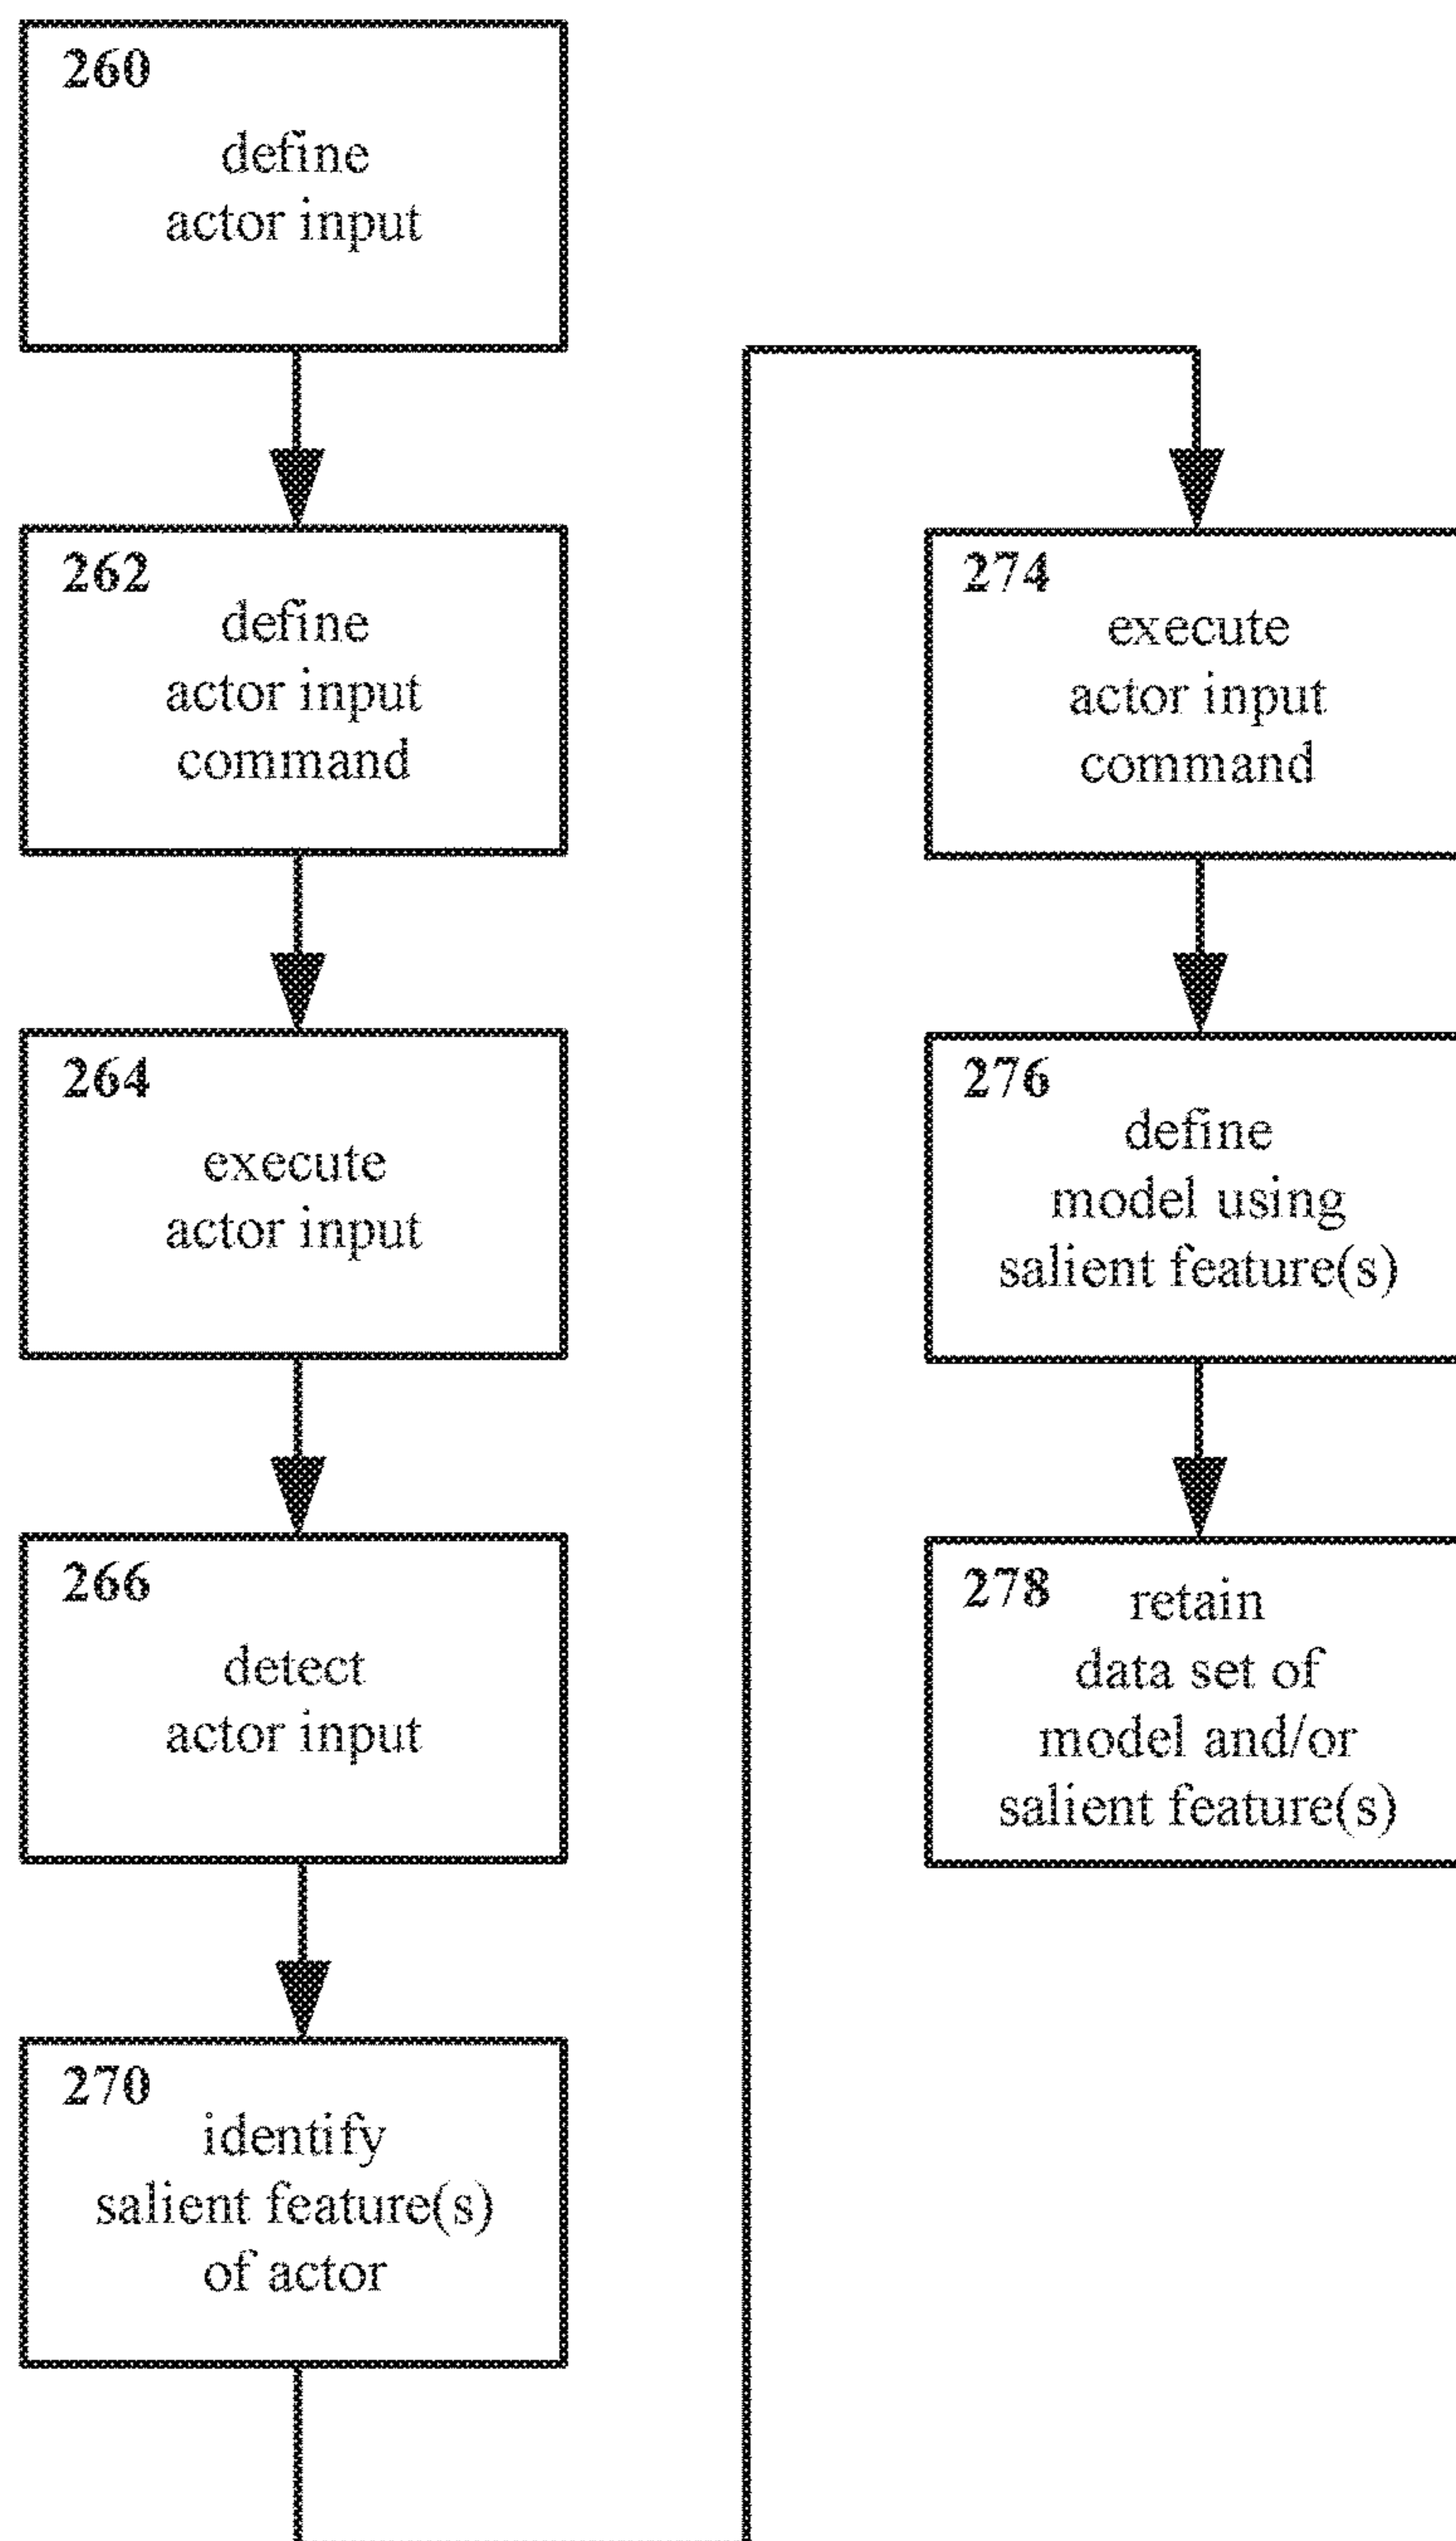 260
define
actor input
262
define
actor input
command
264
execute
actor input
266
detect
actor input
270
identify
salient feature(s)
of actor
274
execute
actor input
command
276
define
model using
salient feature(s)
278 retain
data set of
model and/or
salient feature(s)